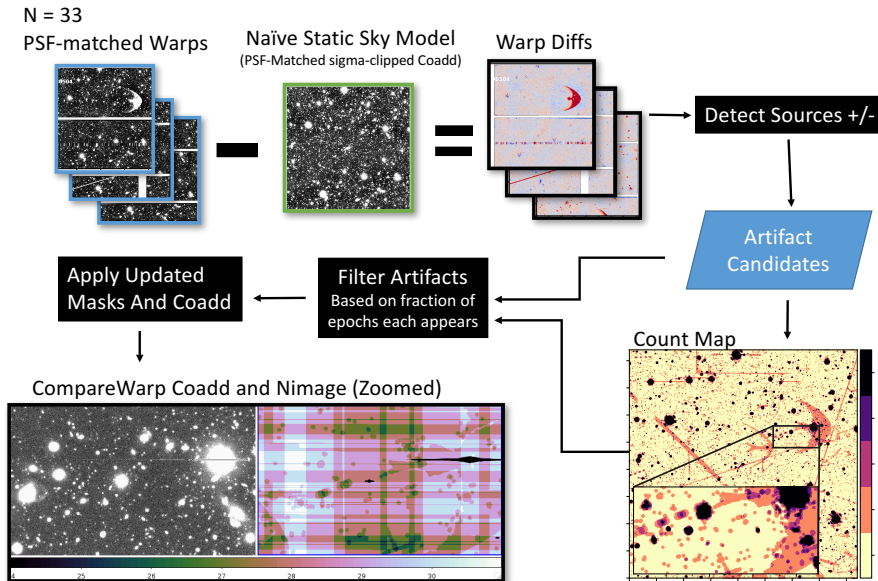 N = 33
PSF-matched Warps
Naïve Static Sky Model
(PSF-Matched sigma-clipped Coadd)
Warp Diffs
Detect Sources +/-
Artifact
Candidates
Filter Artifacts
Based on fraction of
epochs each appears
Apply Updated
Masks And Coadd
Count Map
CompareWarp Coadd and Nimage (Zoomed)
4 25 26 27 28 29 30